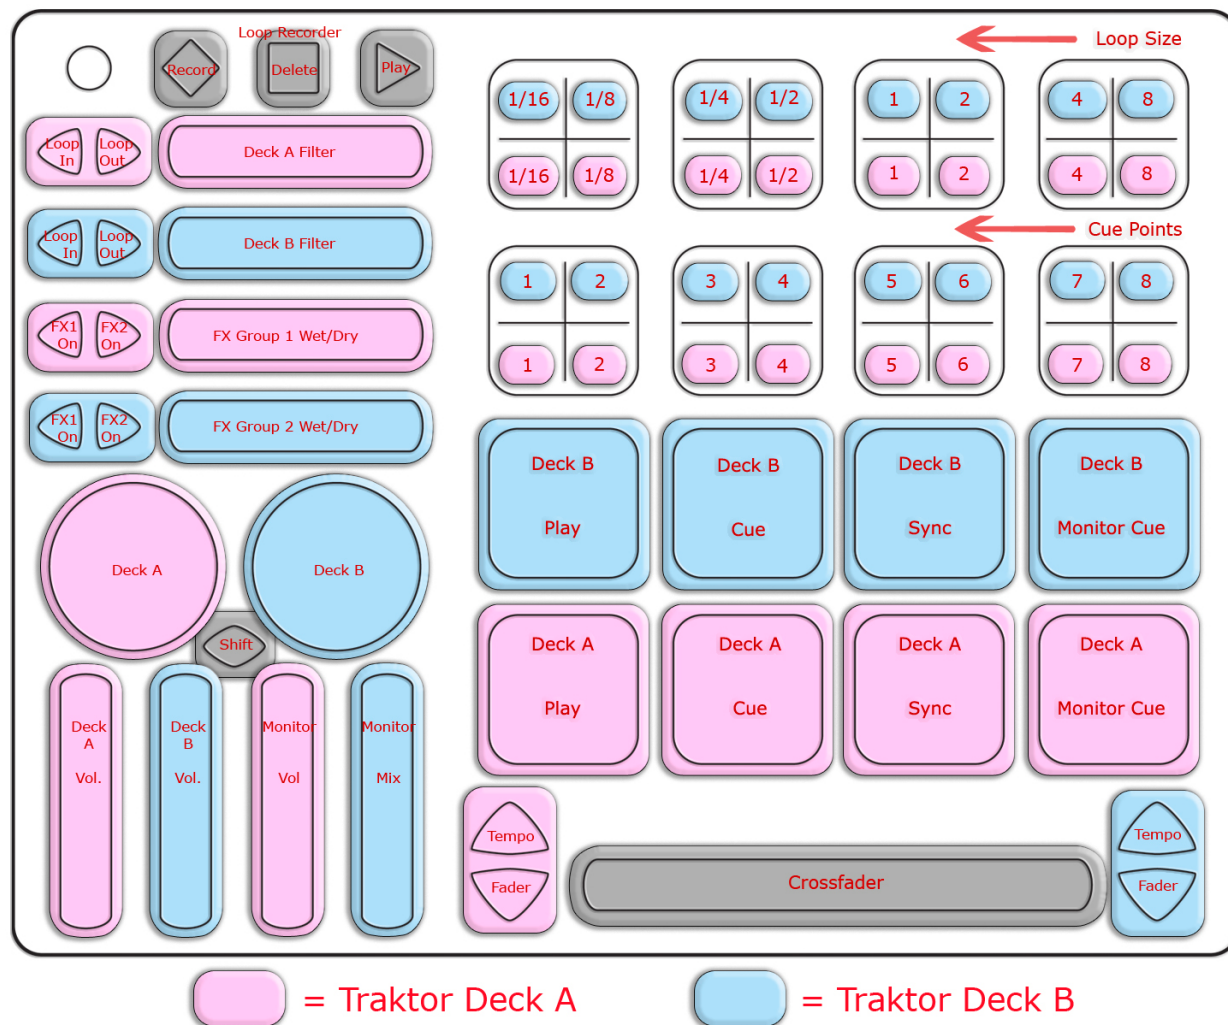 Loop Recorder
Record
Delete
Play
Loop Size
1/16 1/8 1/4 1/2 1 2 4 8
1/16 1/8 1/4 1/2 1 2 4 8
Loop
In
Loop
Out
Deck A Filter
Cue Points
Loop
In
Loop
Out
Deck B Filter
1 2 3 4 5 6 7 8
1 2 3 4 5 6 7 8
FX1
On
FX2
On
FX Group 1 Wet/Dry
FX1
On
FX2
On
FX Group 2 Wet/Dry
Deck B
Play
Deck B
Cue
Deck B
Sync
Deck B
Monitor Cue
Deck A
Deck B
Shift
Deck A
Play
Deck A
Cue
Deck A
Sync
Deck A
Monitor Cue
Deck
A
Vol.
Deck
B
Vol.
Monitor
Vol
Monitor
Mix
Tempo
Fader
Crossfader
Tempo
Fader
= Traktor Deck A
= Traktor Deck B